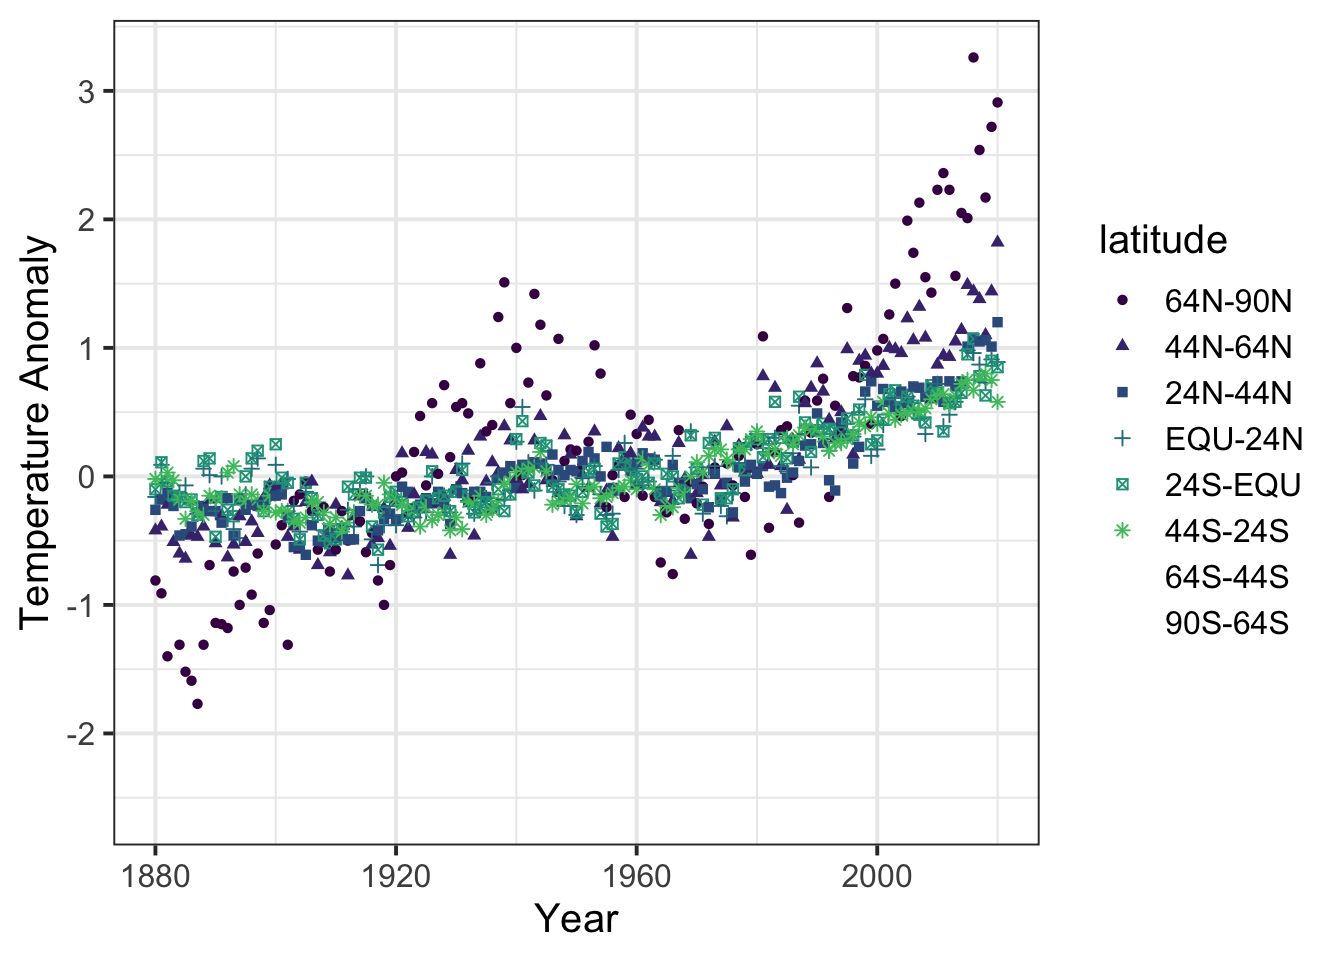 3
2
1
0
-1
-2
Temperature Anomaly
1880
1920
1960
2000
Year
latitude
64N-90N
44N-64N
24N-44N
EQU-24N
24S-EQU
44S-24S
64S-44S
90S-64S